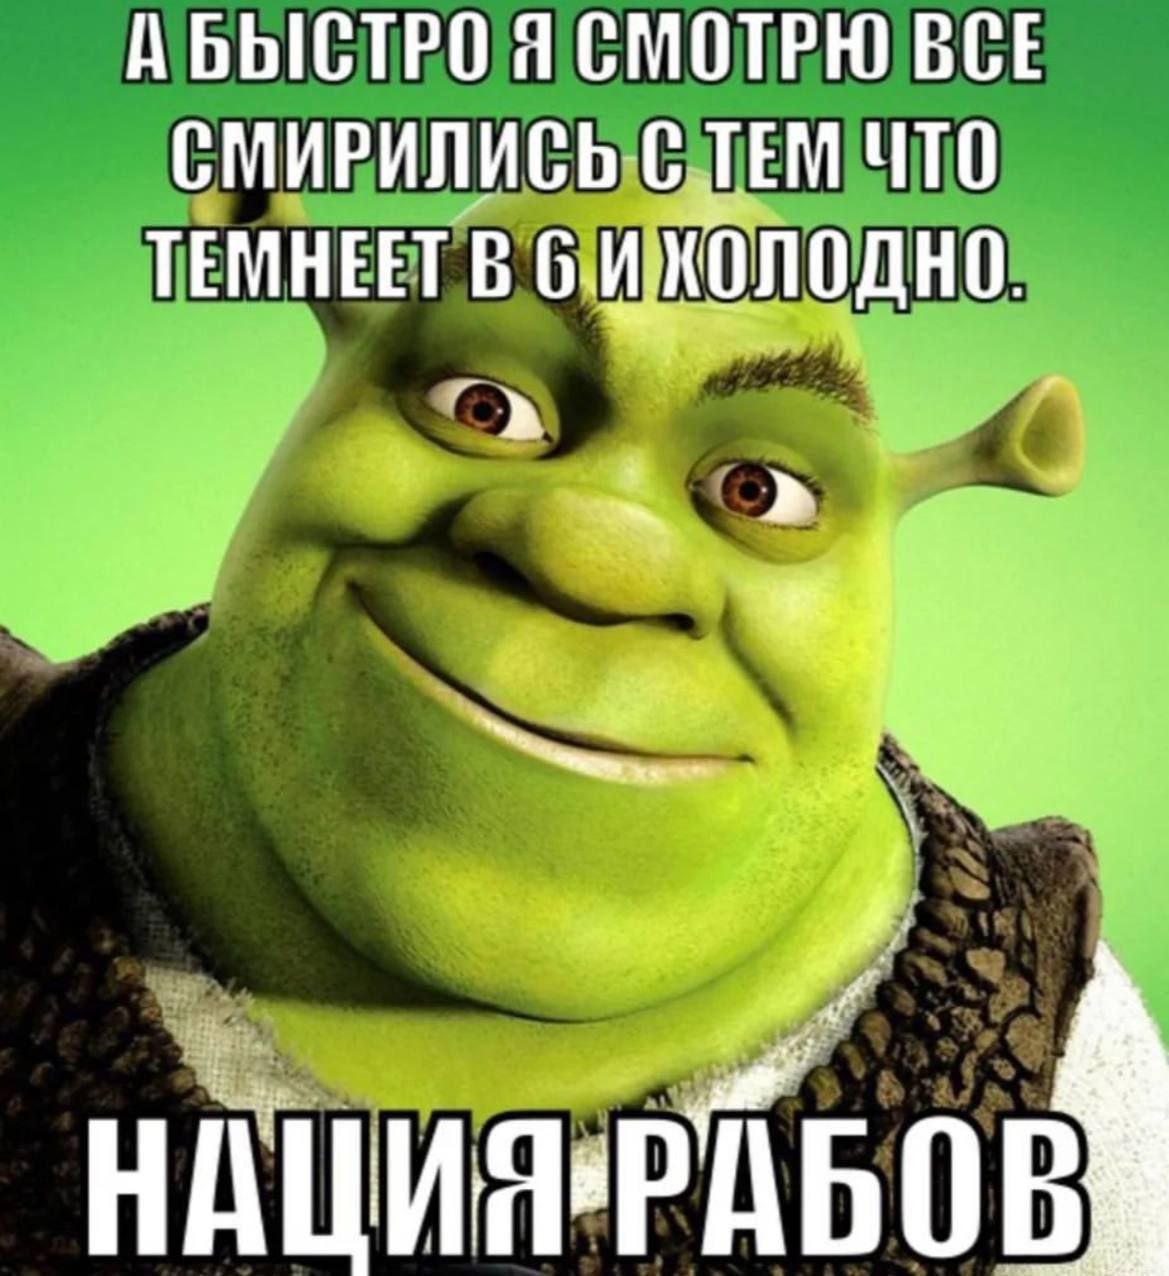 А БЫСТРО Я СМОТРЮ ВСЕ
СМИРИЛИСЬ С ТЕМ ЧТО
ТЕМНЕЕТ В 6 И ХОЛОДНО.
НАЦИЯ РАБОВ